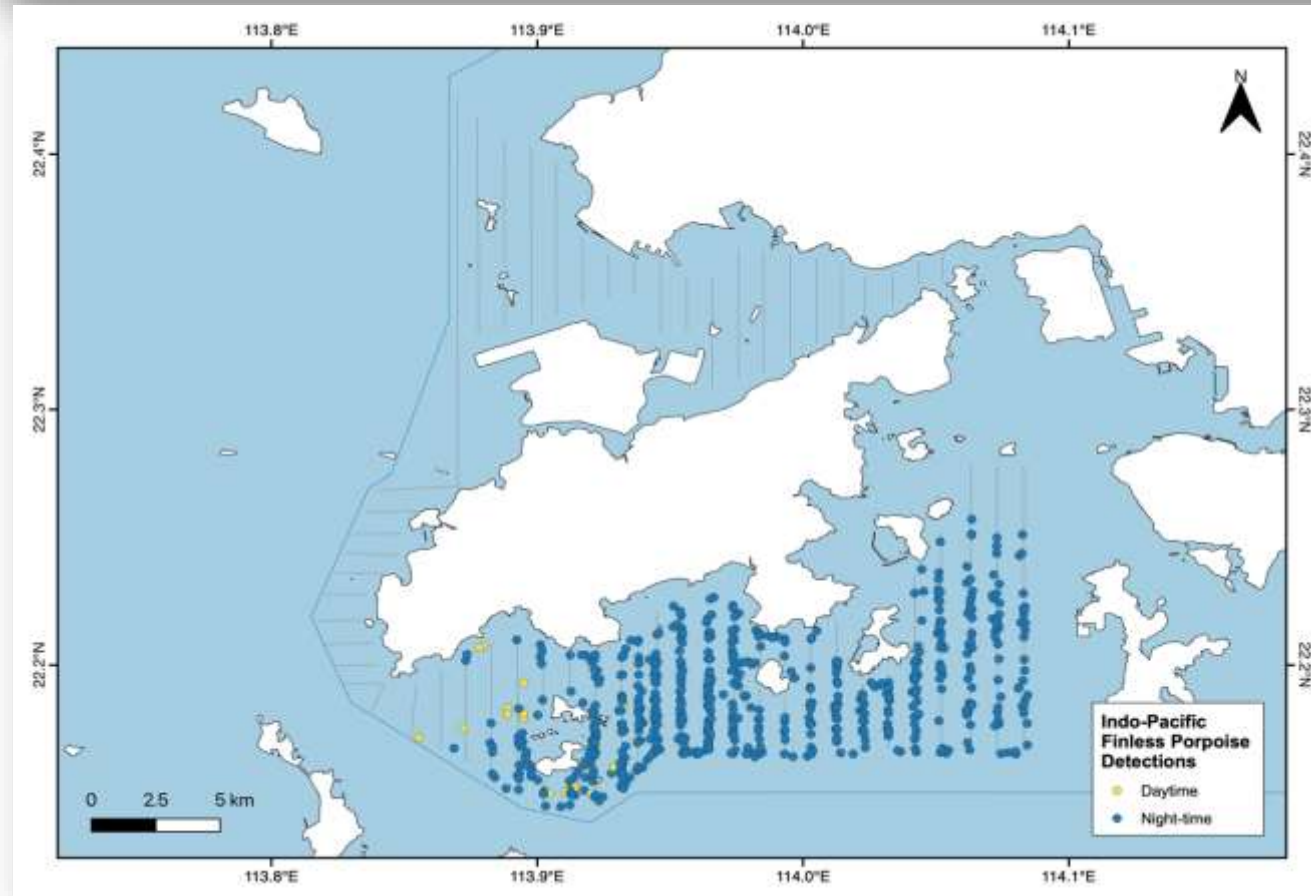 113.8°E 113.9°E 114.0°E 114.1°E
N
22.4°N 22.4°N
22.3°N 22.3°N
22.2°N 22.2°N
Indo-Pacific
Finless Porpoise
Detections
Daytime
Night-time
0 2.5 5 km
113.8°E 113.9°E 114.0°E 114.1°E